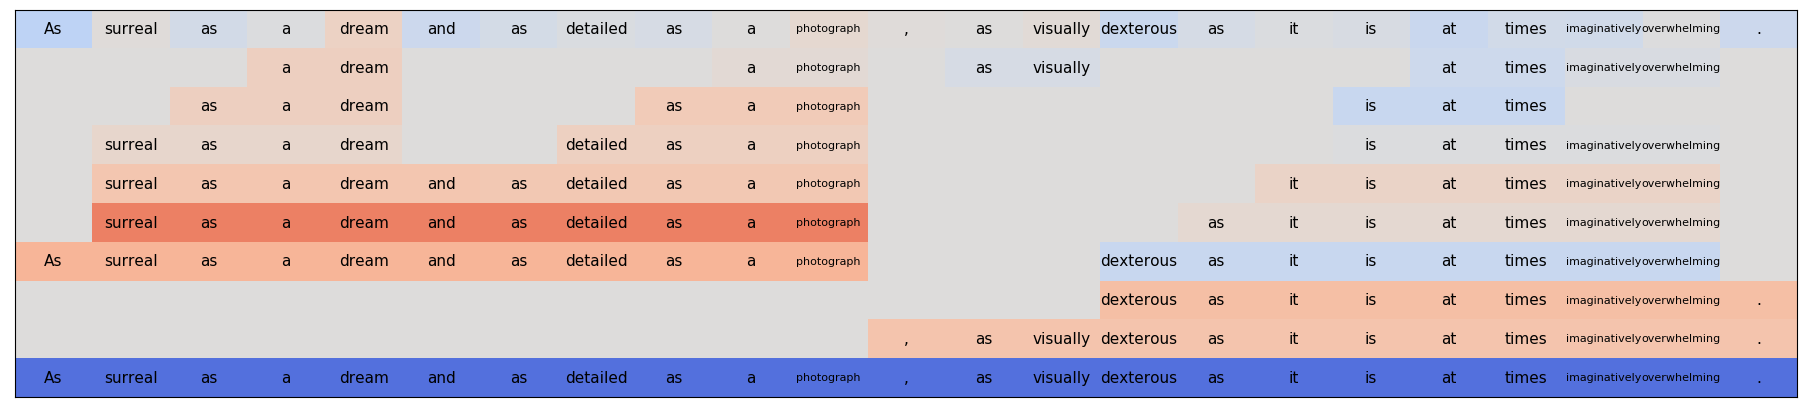 As surreal as a dream and as detailed as a photograph , as visually dexterous as it is at times imaginatively overwhelming .
a dream a photograph as visually at times imaginatively overwhelming
as a dream as a photograph is at times
surreal as a dream detailed as a photograph is at times imaginatively overwhelming
surreal as a dream and as detailed as a photograph it is at times imaginatively overwhelming
surreal as a dream and as detailed as a photograph as it is at times imaginatively overwhelming
As surreal as a dream and as detailed as a photograph dexterous as it is at times imaginatively overwhelming
dexterous as it is at times imaginatively overwhelming .
, as visually dexterous as it is at times imaginatively overwhelming .
As surreal as a dream and as detailed as a photograph , as visually dexterous as it is at times imaginatively overwhelming .